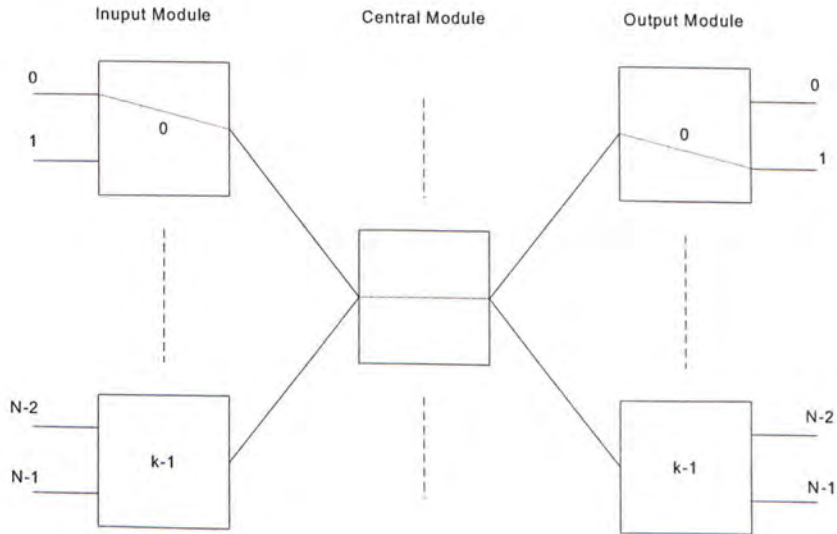 Inuput Module
Central Module
Output Module
0
0
1
0
0
1
N-2
k-1
N-1
N-2
k-1
N-1